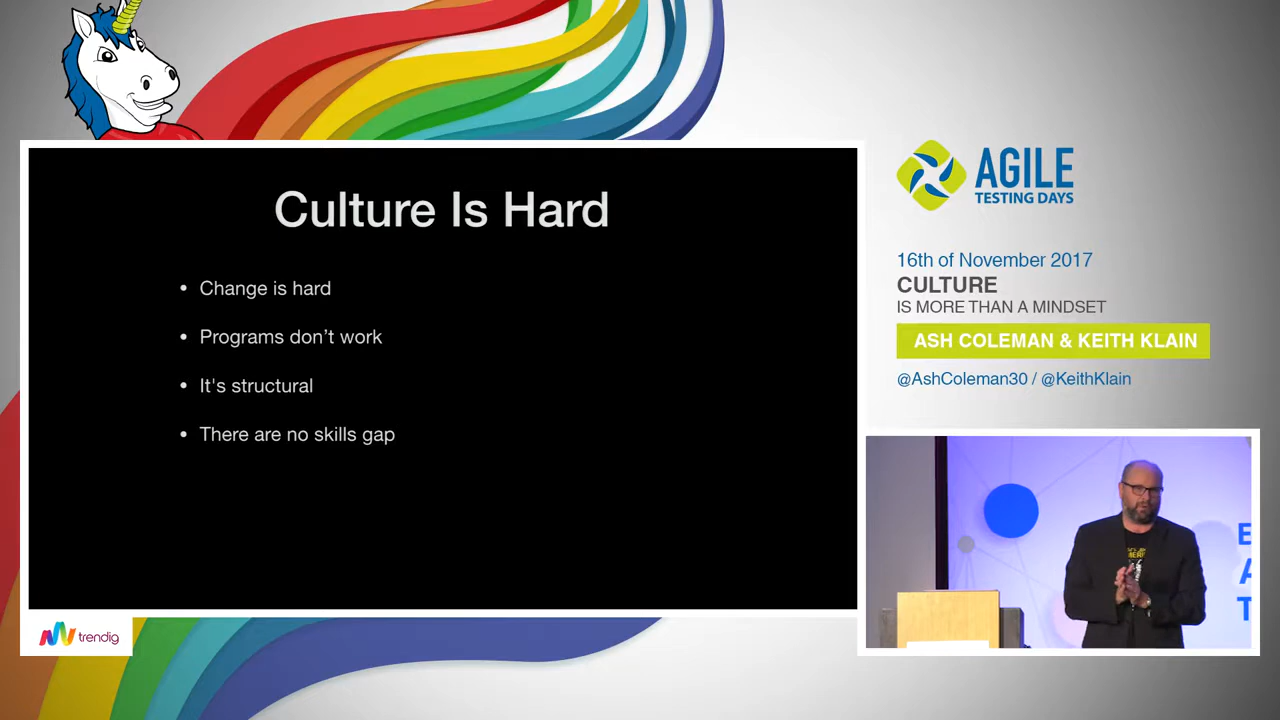 Culture Is Hard
• Change is hard
• Programs don’t work
• It's structural
• There are no skills gap
trendig
AGILE
TESTING DAYS
16th of November 2017
CULTURE
IS MORE THAN A MINDSET
ASH COLEMAN & KEITH KLAIN
@AshColeman30 / @KeithKlain
E
A
T